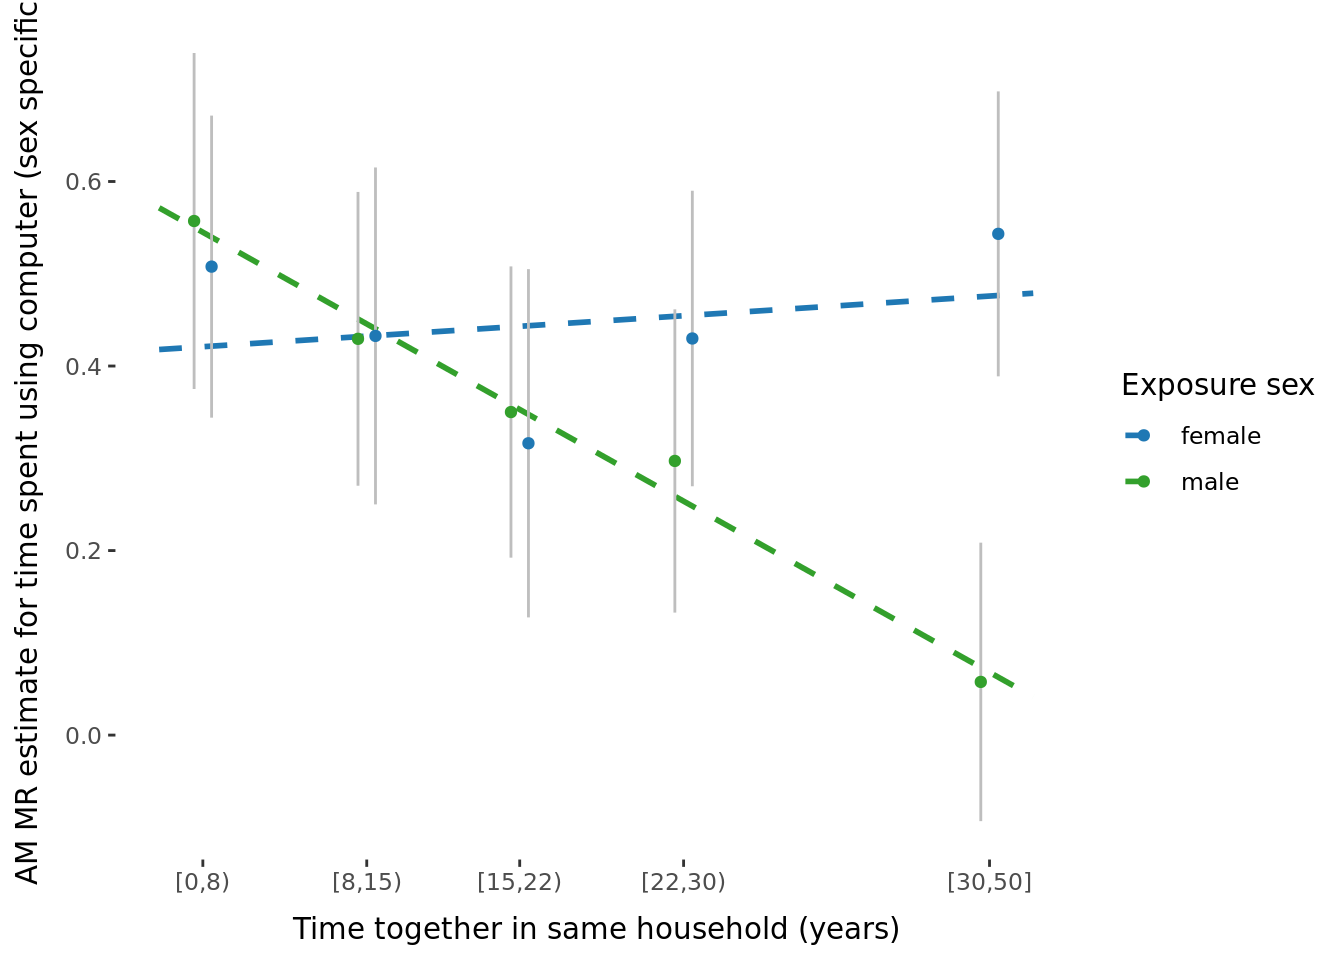 AM MR estimate for time spent using computer (sex specific
0.6
0.4
0.2
0.0
[0,8)
[8,15)
[15,22)
[22,30)
[30,50]
Time together in same household (years)
Exposure sex
female
male